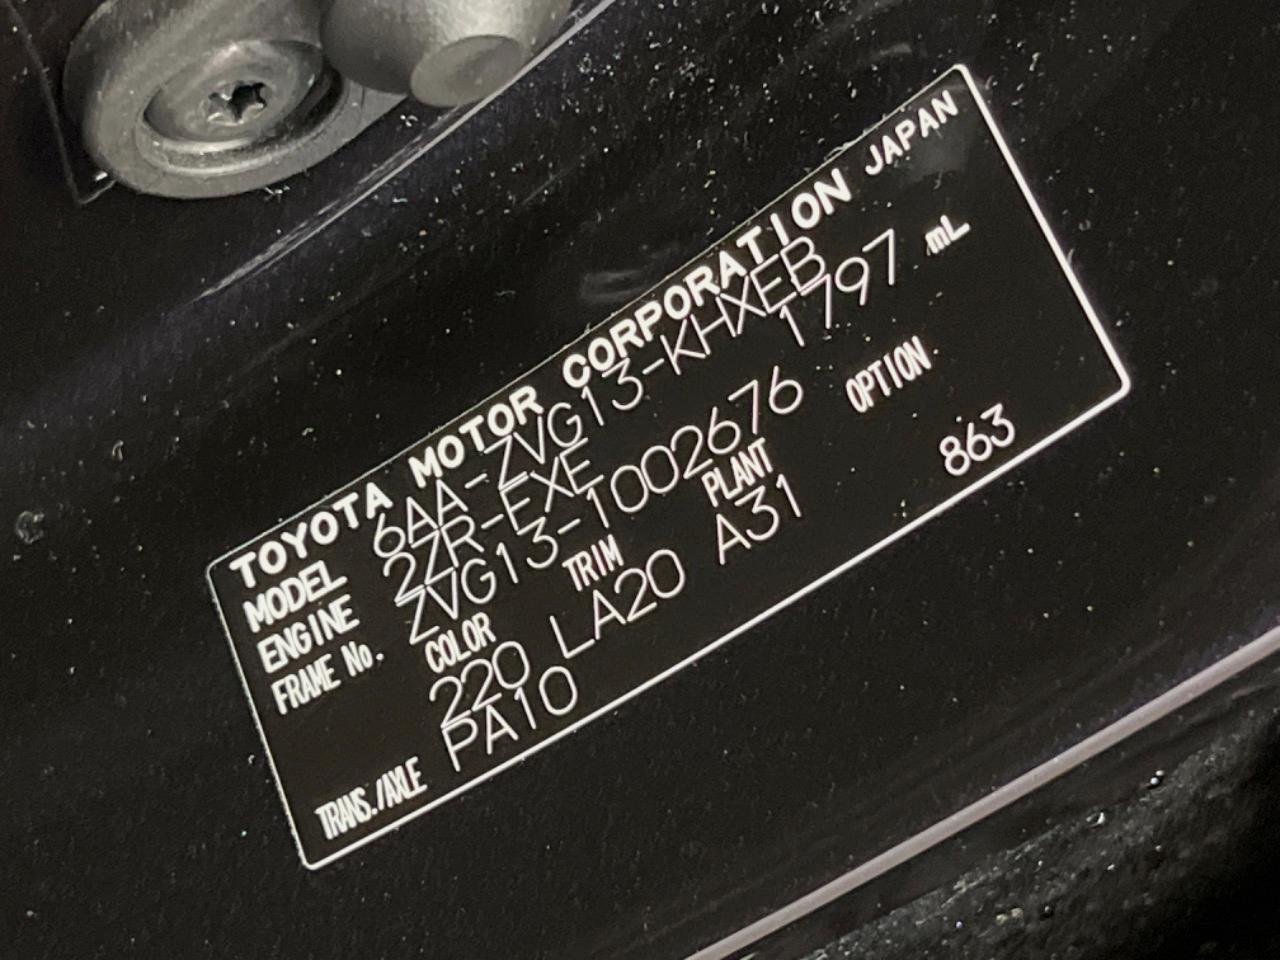 TOYOTA MOTOR CORPORATION JAPAN
MODEL 6AA-ZVG13-KHXEB
ENGINE 2ZR-EXE 1797 mL
FRAME No. ZVG13-1002676
COLOR TRIM PLANT OPTION
220 LA20 A31 863
TRANS./AXLE PA10